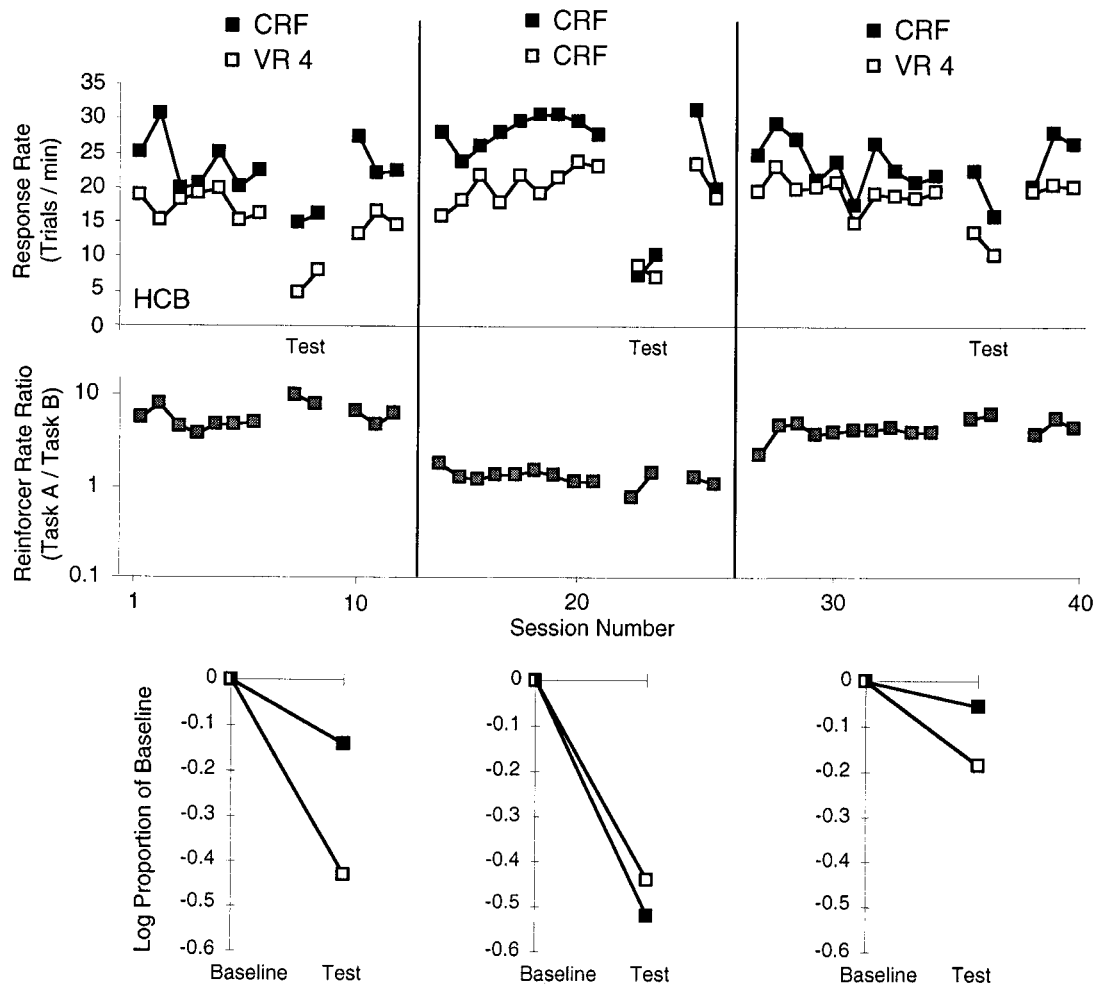 CRF
VR 4
CRF
CRF
CRF
VR 4
Response Rate
(Trials / min)
35
30
25
20
15
10
5
0
HCB
Test
Test
Test
Reinforcer Rate Ratio
(Task A / Task B)
10
1
0.1
1
10
20
30
40
Session Number
Log Proportion of Baseline
0
-0.1
-0.2
-0.3
-0.4
-0.5
-0.6
Baseline
Test
0
-0.1
-0.2
-0.3
-0.4
-0.5
-0.6
Baseline
Test
0
-0.1
-0.2
-0.3
-0.4
-0.5
-0.6
Baseline
Test